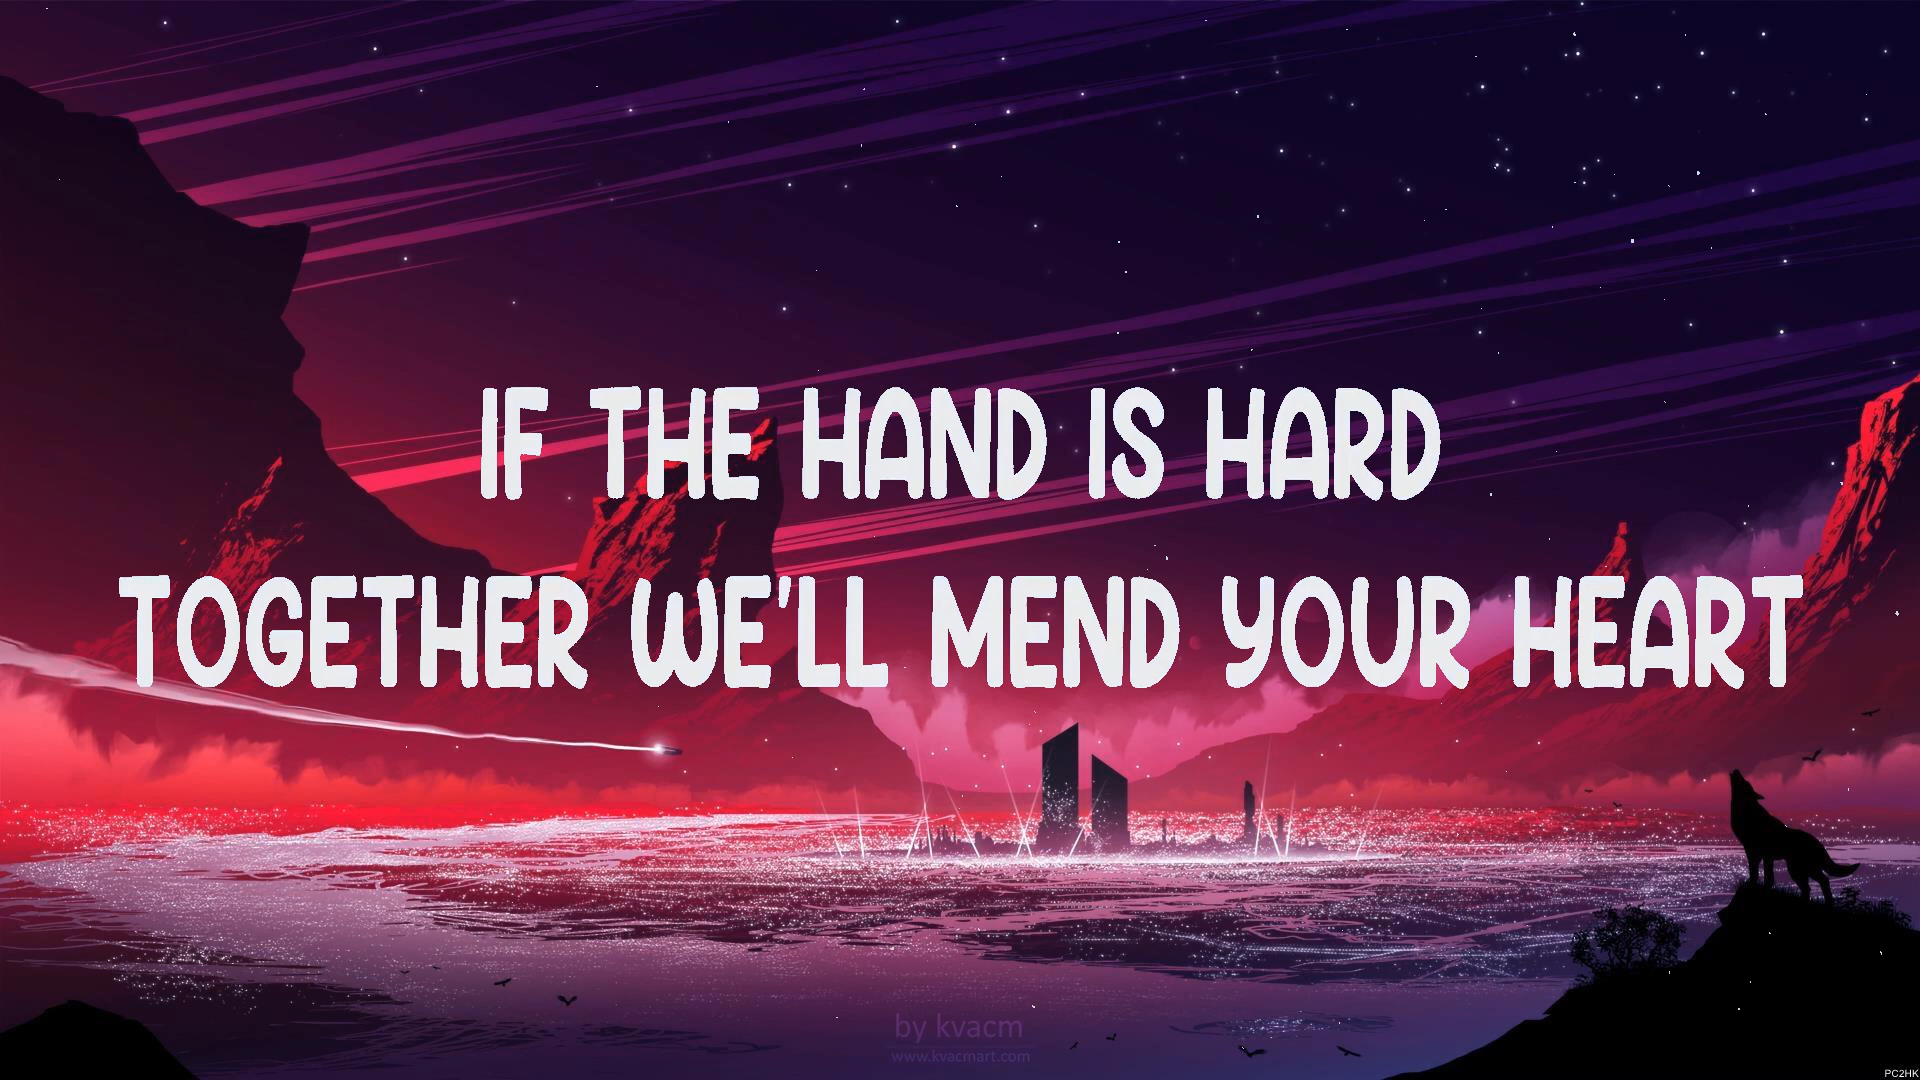 IF THE HAND IS HARD
TOGETHER WE'LL MEND YOUR HEART
by kvacm
www.kvacmart.com
PC2HK